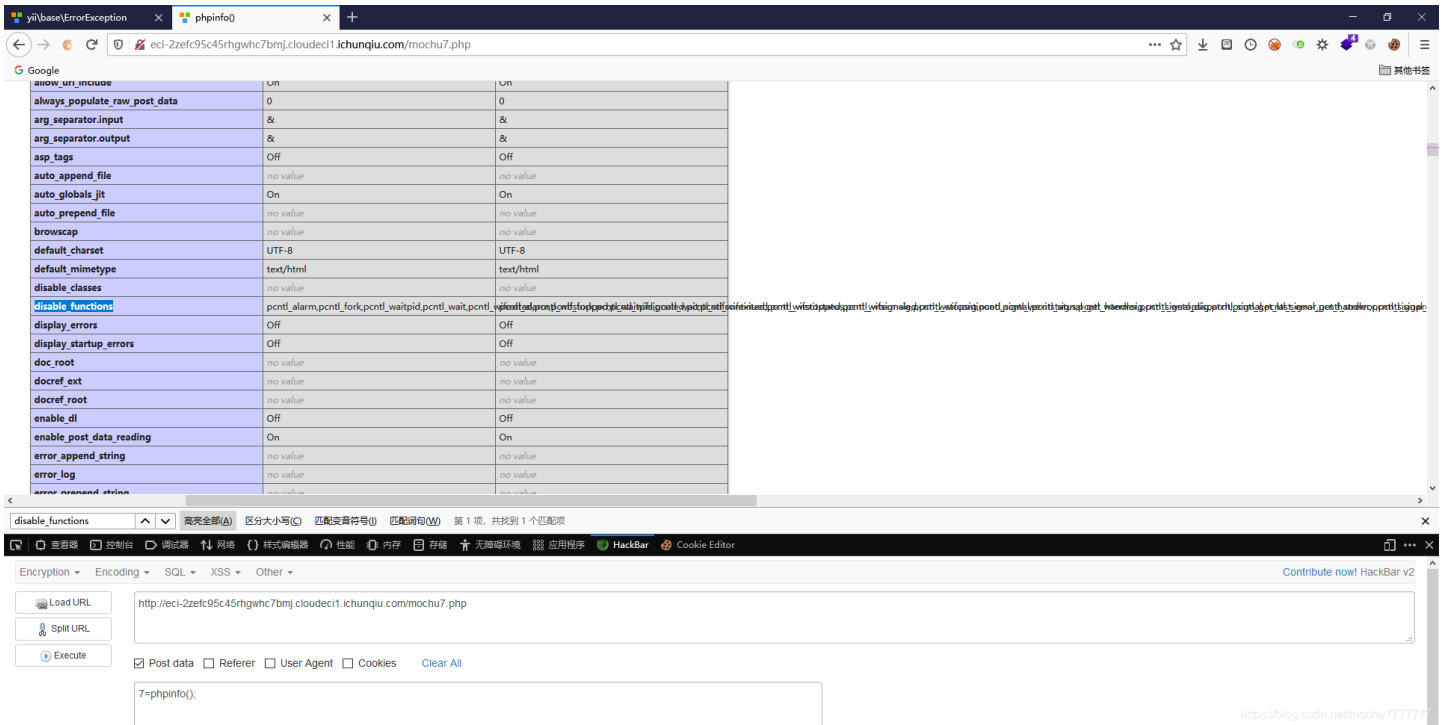 yii\base\ErrorException
phpinfo()
eci-2zefc95c45rhgwhc7bmj.cloudeci1.ichunqiu.com/mochu7.php
4
Google
其他书签
allow_url_include On On
always_populate_raw_post_data 0 0
arg_separator.input & &
arg_separator.output & &
asp_tags Off Off
auto_append_file no value no value
auto_globals_jit On On
auto_prepend_file no value no value
browscap no value no value
default_charset UTF-8 UTF-8
default_mimetype text/html text/html
disable_classes no value no value
disable_functions pcntl_alarm,pcntl_fork,pcntl_waitpid,pcntl_wait
display_errors Off Off
display_startup_errors Off Off
doc_root no value no value
docref_ext no value no value
docref_root no value no value
enable_dl Off Off
enable_post_data_reading On On
error_append_string no value no value
error_log no value no value
error_prepend_string no value no value
disable_functions 高亮全部(A) 区分大小写(C) 匹配变音符号(I) 匹配词句(W) 第 1 项，共找到 1 个匹配项
查看器 控制台 调试器 网络 样式编辑器 性能 内存 存储 无障碍环境 应用程序 HackBar Cookie Editor
Encryption Encoding SQL XSS Other Contribute now! HackBar v2
Load URL http://eci-2zefc95c45rhgwhc7bmj.cloudeci1.ichunqiu.com/mochu7.php
Split URL
Execute
Post data Referer User Agent Cookies Clear All
7=phpinfo();
https://blog.csdn.net/mochu7777777